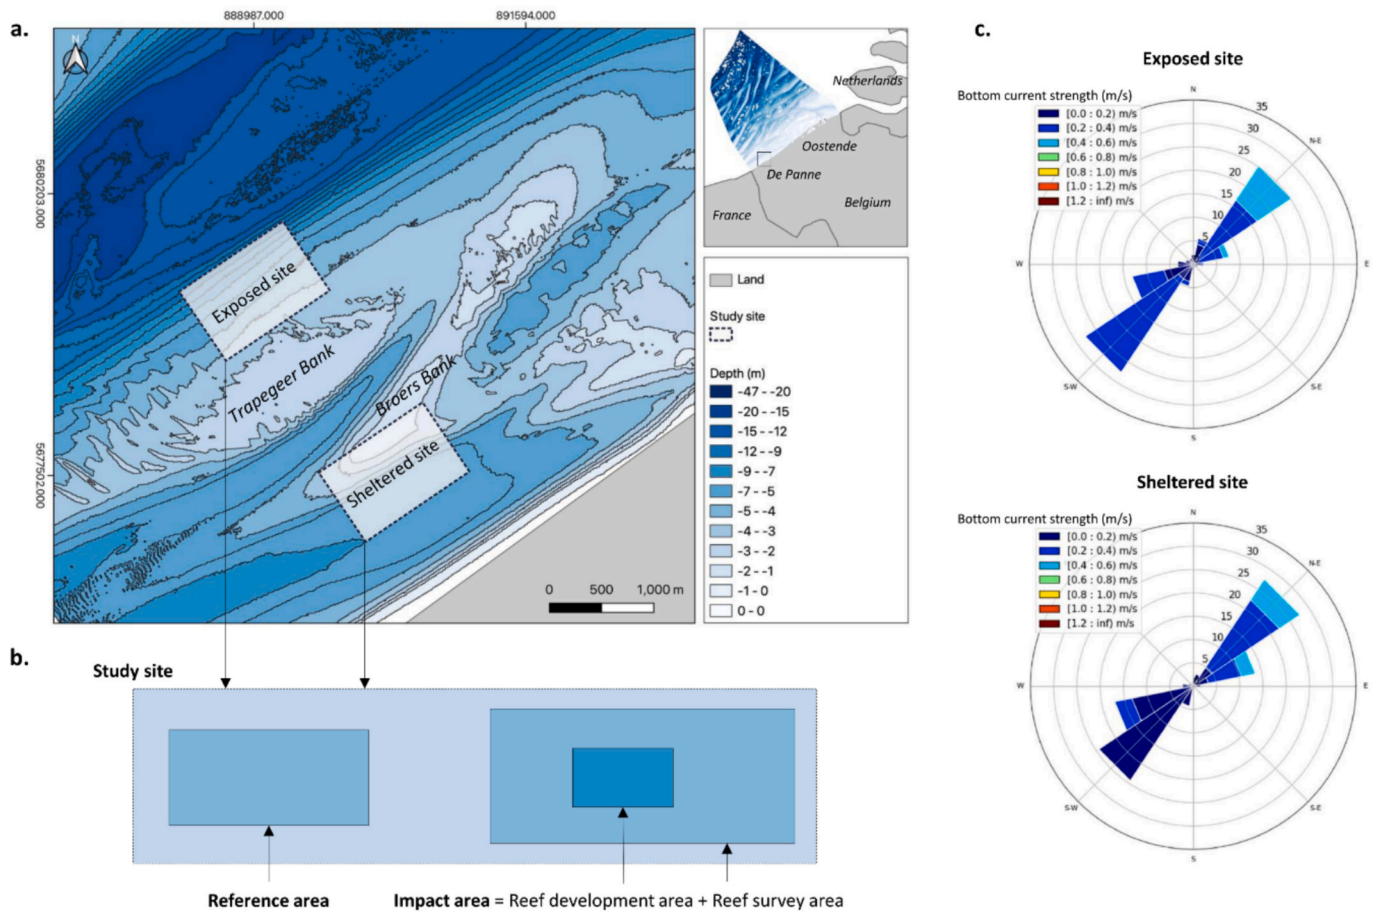 a.
888987.000
891594.000
N
5680203.000
5677502.000
Exposed site
Trapegeer Bank
Broers Bank
Sheltered site
0 500 1,000 m
Netherlands
Oostende
De Panne
Belgium
France
Land
Study site
Depth (m)
-47 - -20
-20 - -15
-15 - -12
-12 - -9
-9 - -7
-7 - -5
-5 - -4
-4 - -3
-3 - -2
-2 - -1
-1 - 0
0 - 0
b.
Study site
Reference area
Impact area = Reef development area + Reef survey area
c.
Exposed site
Bottom current strength (m/s)
[0.0 : 0.2) m/s
[0.2 : 0.4) m/s
[0.4 : 0.6) m/s
[0.6 : 0.8) m/s
[0.8 : 1.0) m/s
[1.0 : 1.2) m/s
[1.2 : inf) m/s
N
35
30
N-E
25
20
15
10
5
W
E
S-W
S-E
S
Sheltered site
Bottom current strength (m/s)
[0.0 : 0.2) m/s
[0.2 : 0.4) m/s
[0.4 : 0.6) m/s
[0.6 : 0.8) m/s
[0.8 : 1.0) m/s
[1.0 : 1.2) m/s
[1.2 : inf) m/s
N
35
30
N-E
25
20
15
10
5
W
E
S-W
S-E
S